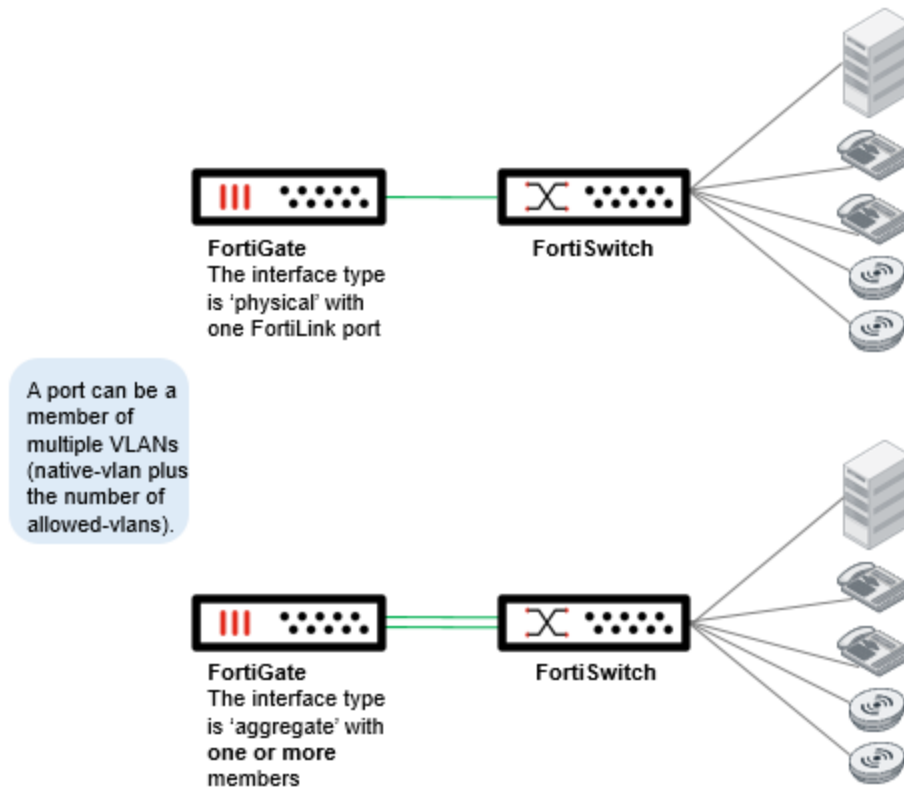 FortiGate
The interface type
is ‘physical’ with
one FortiLink port
FortiSwitch
A port can be a
member of
multiple VLANs
(native-vlan plus
the number of
allowed-vlans).
FortiGate
The interface type
is ‘aggregate’ with
one or more
members
FortiSwitch